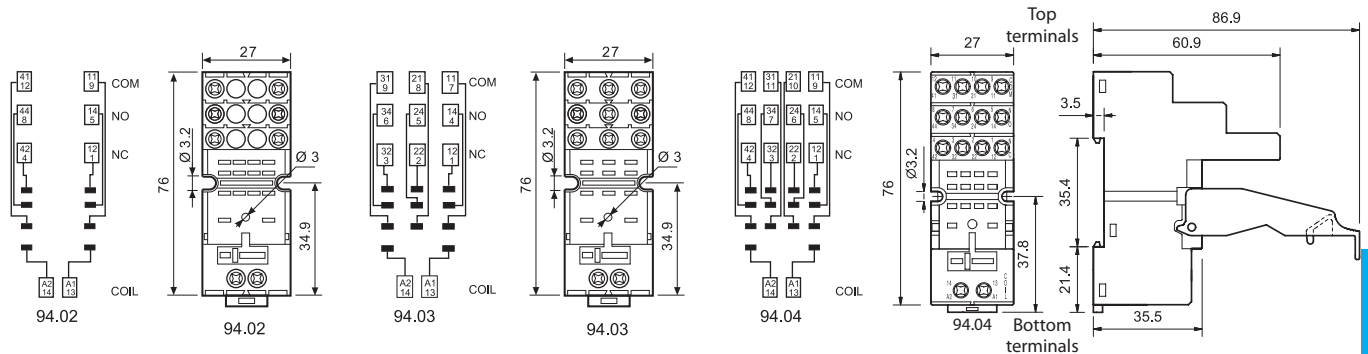 41 12
11 9
COM
44 8
14 5
NO
42 4
12 1
NC
A2 14
A1 13
COIL
94.02
27
76
Ø 3.2
Ø 3
34.9
94.02
31 9
21 8
11 7
COM
34 6
24 5
14 4
NO
32 3
22 2
12 1
NC
A2 14
A1 13
COIL
94.03
27
76
Ø 3.2
Ø 3
34.9
94.03
41 12
31 11
21 10
11 9
COM
44 8
34 7
24 6
14 5
NO
42 4
32 3
22 2
12 1
NC
A2 14
A1 13
COIL
94.04
Top
terminals
27
76
Ø3.2
37.8
14
13
A2
A1
COIL
94.04
Bottom
terminals
86.9
60.9
3.5
35.4
21.4
35.5